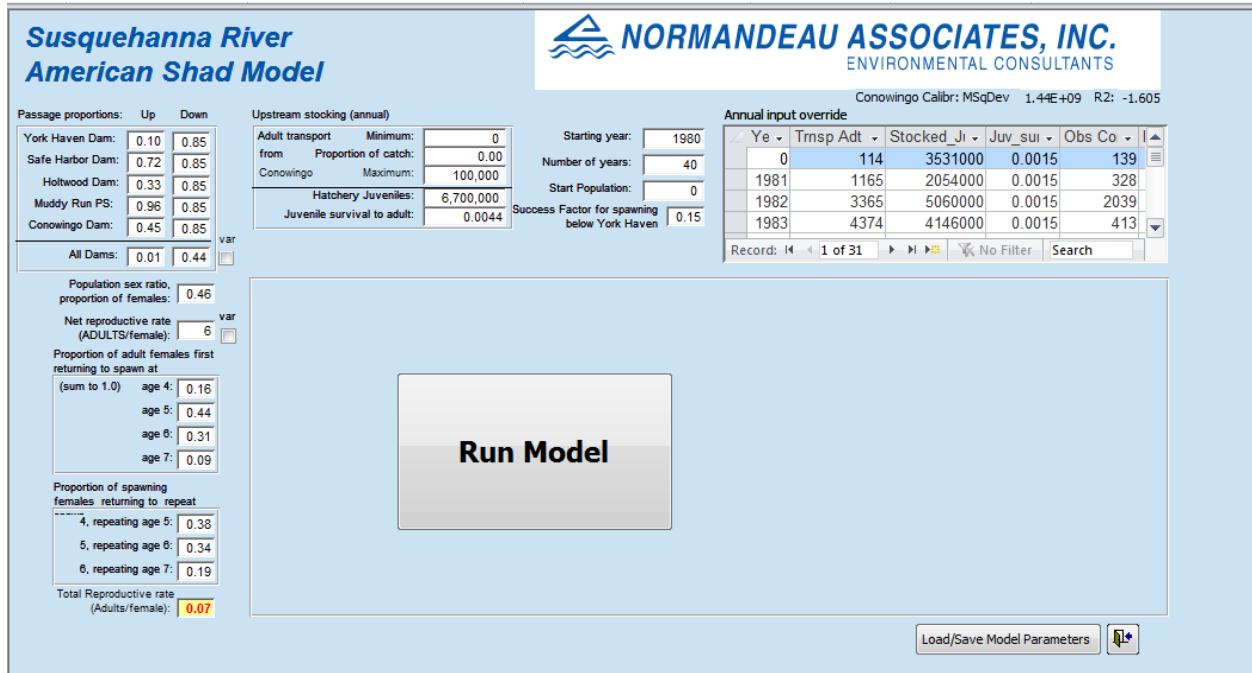 Susquehanna River
American Shad Model
NORMANDEAU ASSOCIATES, INC.
ENVIRONMENTAL CONSULTANTS
Conowingo Calibr: MSqDev 1.44E+09 R2: -1.605
Passage proportions: Up Down
York Haven Dam: 0.10 0.85
Safe Harbor Dam: 0.72 0.85
Holtwood Dam: 0.33 0.85
Muddy Run PS: 0.96 0.85
Conowingo Dam: 0.45 0.85
var
All Dams: 0.01 0.44
Upstream stocking (annual)
Adult transport Minimum: 0
from Proportion of catch: 0.00
Conowingo Maximum: 100,000
Hatchery Juveniles: 6,700,000
Juvenile survival to adult: 0.0044
Starting year: 1980
Number of years: 40
Start Population: 0
Success Factor for spawning
below York Haven 0.15
Annual input override
Ye Trnsp Adt Stocked_Ju Juv_sui Obs Co
0 114 3531000 0.0015 139
1981 1165 2054000 0.0015 328
1982 3365 5060000 0.0015 2039
1983 4374 4146000 0.0015 413
Record: 1 of 31 No Filter Search
Population sex ratio,
proportion of females: 0.46
Net reproductive rate var
(ADULTS/female): 6
Proportion of adult females first
returning to spawn at
(sum to 1.0) age 4: 0.16
age 5: 0.44
age 6: 0.31
age 7: 0.09
Proportion of spawning
females returning to repeat
4, repeating age 5: 0.38
5, repeating age 6: 0.34
6, repeating age 7: 0.19
Total Reproductive rate
(Adults/female): 0.07
Run Model
Load/Save Model Parameters